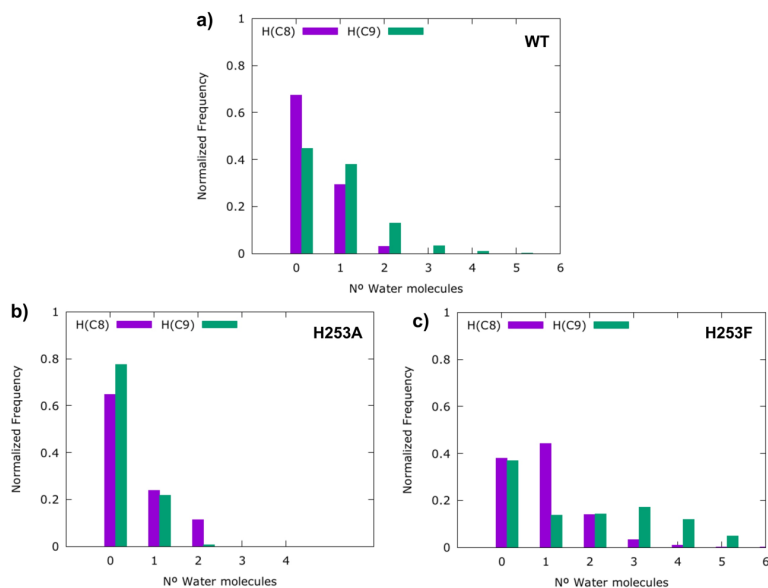 a)
WT
H(C8) H(C9)
Normalized Frequency
1
0.8
0.6
0.4
0.2
0
0 1 2 3 4 5 6
Nº Water molecules
b)
H253A
H(C8) H(C9)
Normalized Frequency
1
0.8
0.6
0.4
0.2
0
0 1 2 3 4
Nº Water molecules
c)
H253F
H(C8) H(C9)
Normalized Frequency
1
0.8
0.6
0.4
0.2
0
0 1 2 3 4 5 6
Nº Water molecules